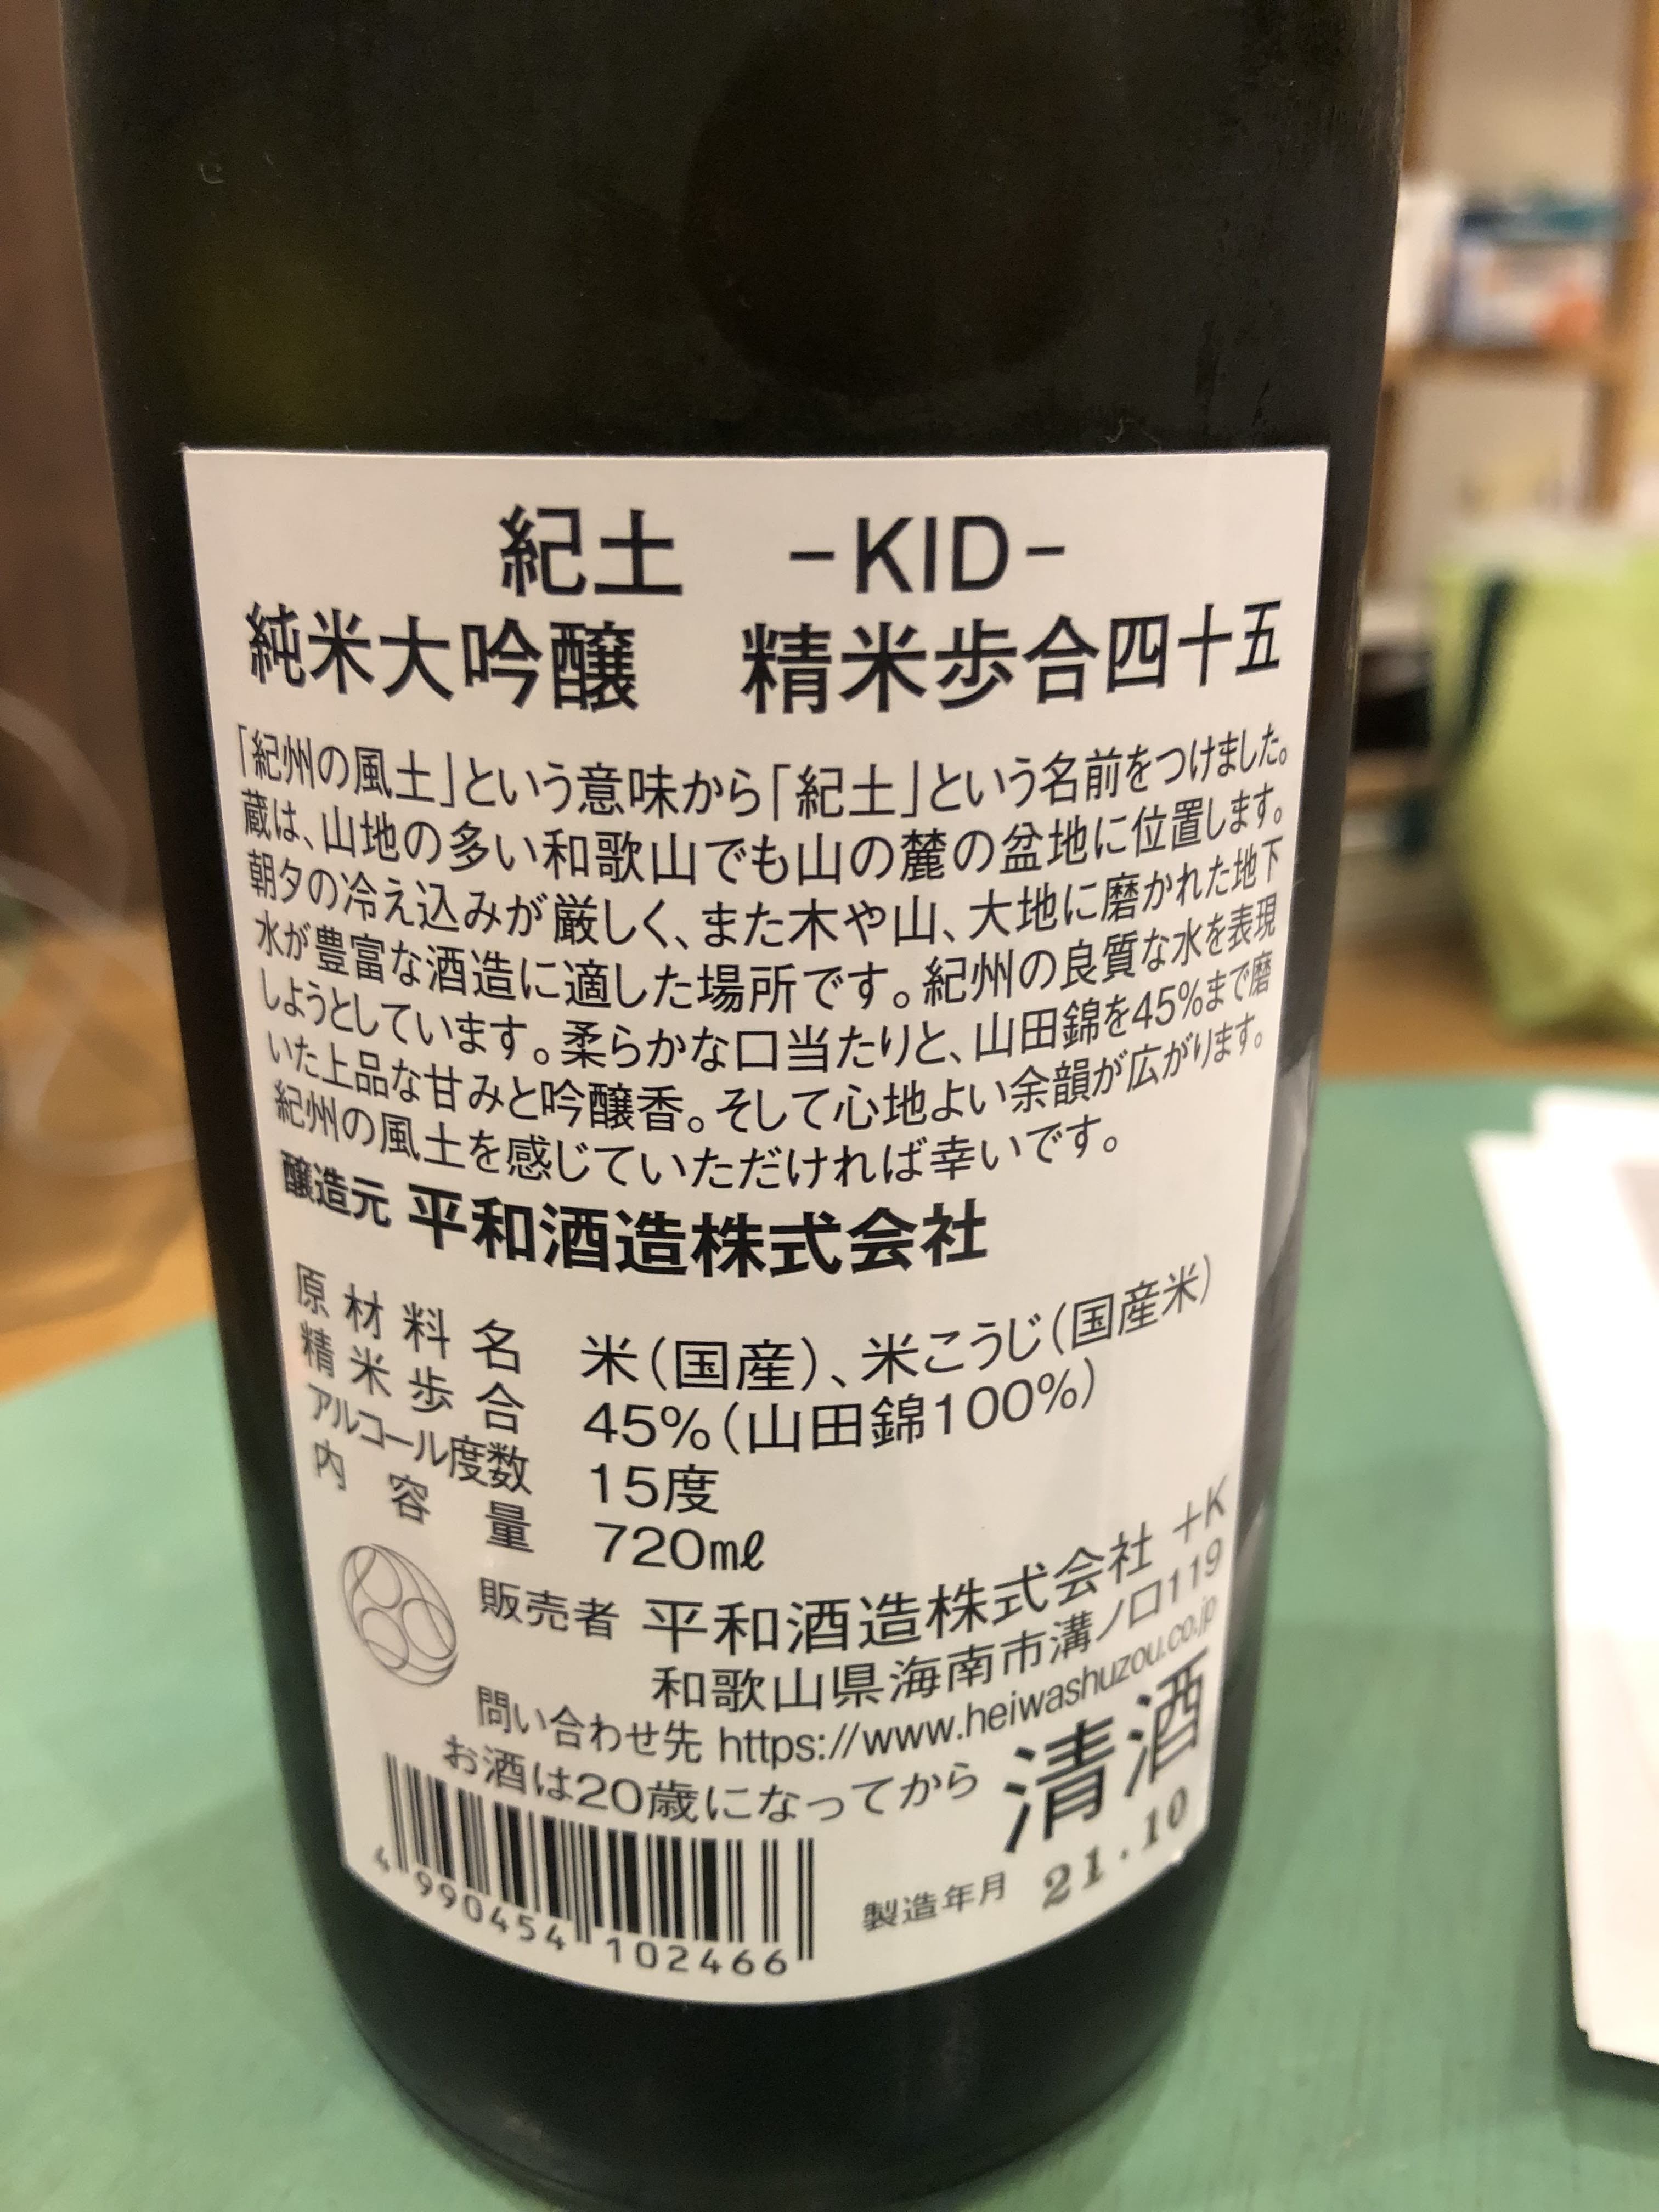 紀土 -KID-
純米大吟醸 精米歩合四十五
「紀州の風土」という意味から「紀土」という名前をつけました。
蔵は、山地の多い和歌山でも山の麓の盆地に位置します。
朝夕の冷え込みが厳しく、また木や山、大地に磨かれた地下
水が豊富な酒造に適した場所です。紀州の良質な水を表現
しようとしています。柔らかな口当たりと、山田錦を45%まで磨
いた上品な甘みと吟醸香。そして心地よい余韻が広がります。
紀州の風土を感じていただければ幸いです。
醸造元 平和酒造株式会社
原材料名 米(国産)、米こうじ(国産米)
精米歩合 45%(山田錦100%)
アルコール度数 15度
内容量 720mℓ
販売者 平和酒造株式会社 +K
和歌山県海南市溝ノ口119
問い合わせ先 https://www.heiwashuzou.co.jp
お酒は20歳になってから
清酒
製造年月 21.10
4 990454 102466